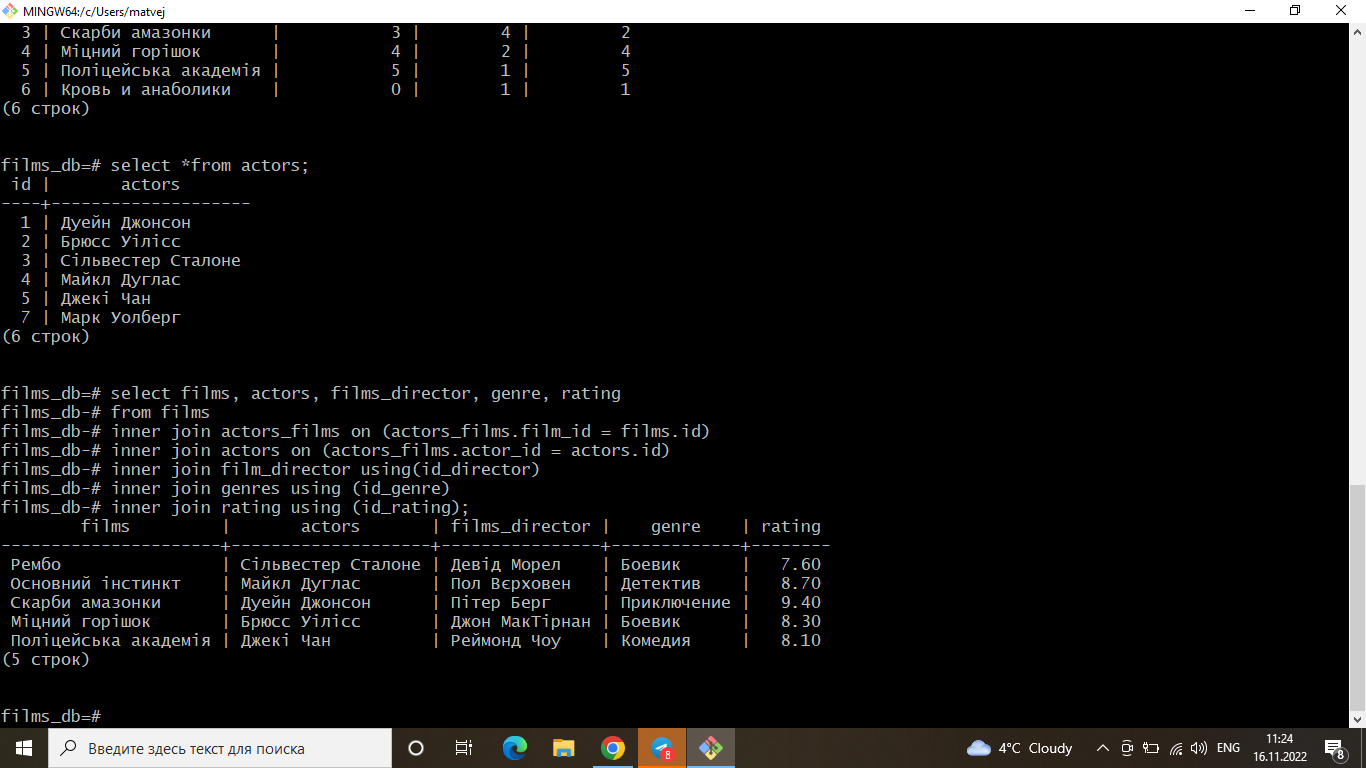 MINGW64:/c/Users/matvej
3 | Скарби амазонки | 3 | 4 | 2
4 | Міцний горішок | 4 | 2 | 4
5 | Поліцейська академія | 5 | 1 | 5
6 | Кровь и анаболики | 0 | 1 | 1
(6 строк)
films_db=# select *from actors;
id | actors
----+--------------------
1 | Дуейн Джонсон
2 | Брюсс Уілісс
3 | Сільвестер Сталоне
4 | Майкл Дуглас
5 | Джекі Чан
7 | Марк Уолберг
(6 строк)
films_db=# select films, actors, films_director, genre, rating
films_db-# from films
films_db-# inner join actors_films on (actors_films.film_id = films.id)
films_db-# inner join actors on (actors_films.actor_id = actors.id)
films_db-# inner join film_director using(id_director)
films_db-# inner join genres using (id_genre)
films_db-# inner join rating using (id_rating);
films | actors | films_director | genre | rating
----------------------+--------------------+----------------+-------------+--------
Рембо | Сільвестер Сталоне | Девід Морел | Боевик | 7.60
Основний інстинкт | Майкл Дуглас | Пол Вєрховен | Детектив | 8.70
Скарби амазонки | Дуейн Джонсон | Пітер Берг | Приключение | 9.40
Міцний горішок | Брюсс Уілісс | Джон МакТірнан | Боевик | 8.30
Поліцейська академія | Джекі Чан | Реймонд Чоу | Комедия | 8.10
(5 строк)
films_db=#
Введите здесь текст для поиска
8
4°C Cloudy
ENG
11:24
16.11.2022
8